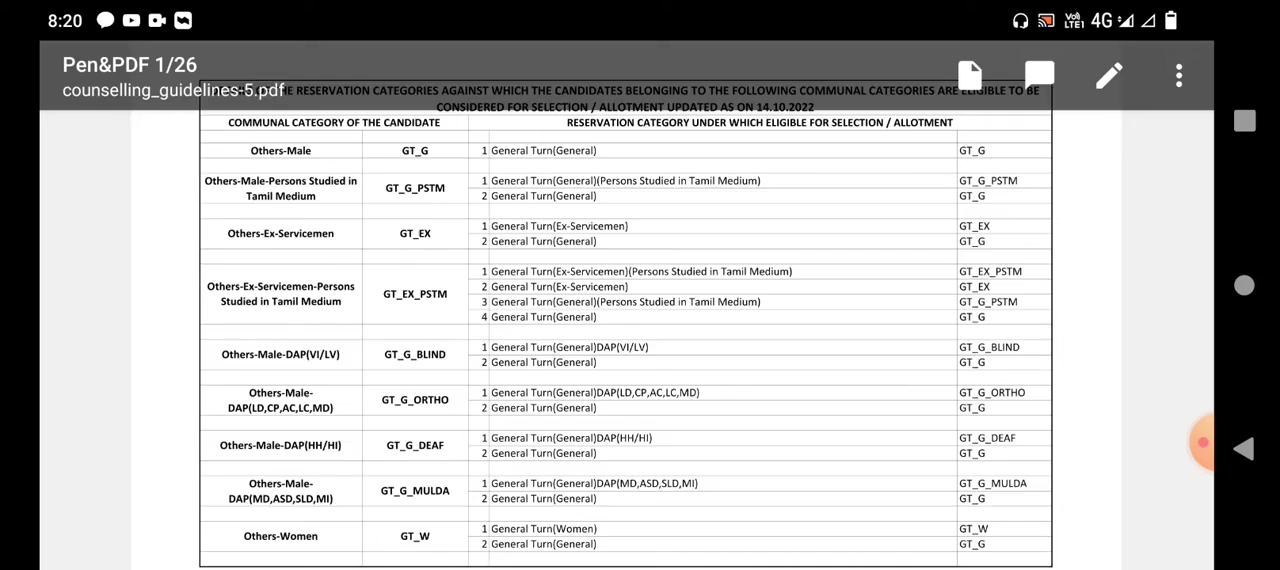 8:20
VoD LTE1 4G
Pen&PDF 1/26
counselling_guidelines-5.pdf
THE RESERVATION CATEGORIES AGAINST WHICH THE CANDIDATES BELONGING TO THE FOLLOWING COMMUNAL CATEGORIES ARE ELIGIBLE TO BE
CONSIDERED FOR SELECTION / ALLOTMENT UPDATED AS ON 14.10.2022
COMMUNAL CATEGORY OF THE CANDIDATE RESERVATION CATEGORY UNDER WHICH ELIGIBLE FOR SELECTION / ALLOTMENT
Others-Male GT_G 1 General Turn(General) GT_G
Others-Male-Persons Studied in
Tamil Medium GT_G_PSTM 1 General Turn(General)(Persons Studied in Tamil Medium) GT_G_PSTM
2 General Turn(General) GT_G
Others-Ex-Servicemen GT_EX 1 General Turn(Ex-Servicemen) GT_EX
2 General Turn(General) GT_G
Others-Ex-Servicemen-Persons
Studied in Tamil Medium GT_EX_PSTM 1 General Turn(Ex-Servicemen)(Persons Studied in Tamil Medium) GT_EX_PSTM
2 General Turn(Ex-Servicemen) GT_EX
3 General Turn(General)(Persons Studied in Tamil Medium) GT_G_PSTM
4 General Turn(General) GT_G
Others-Male-DAP(VI/LV) GT_G_BLIND 1 General Turn(General)DAP(VI/LV) GT_G_BLIND
2 General Turn(General) GT_G
Others-Male-
DAP(LD,CP,AC,LC,MD) GT_G_ORTHO 1 General Turn(General)DAP(LD,CP,AC,LC,MD) GT_G_ORTHO
2 General Turn(General) GT_G
Others-Male-DAP(HH/HI) GT_G_DEAF 1 General Turn(General)DAP(HH/HI) GT_G_DEAF
2 General Turn(General) GT_G
Others-Male-
DAP(MD,ASD,SLD,MI) GT_G_MULDA 1 General Turn(General)DAP(MD,ASD,SLD,MI) GT_G_MULDA
2 General Turn(General) GT_G
Others-Women GT_W 1 General Turn(Women) GT_W
2 General Turn(General) GT_G